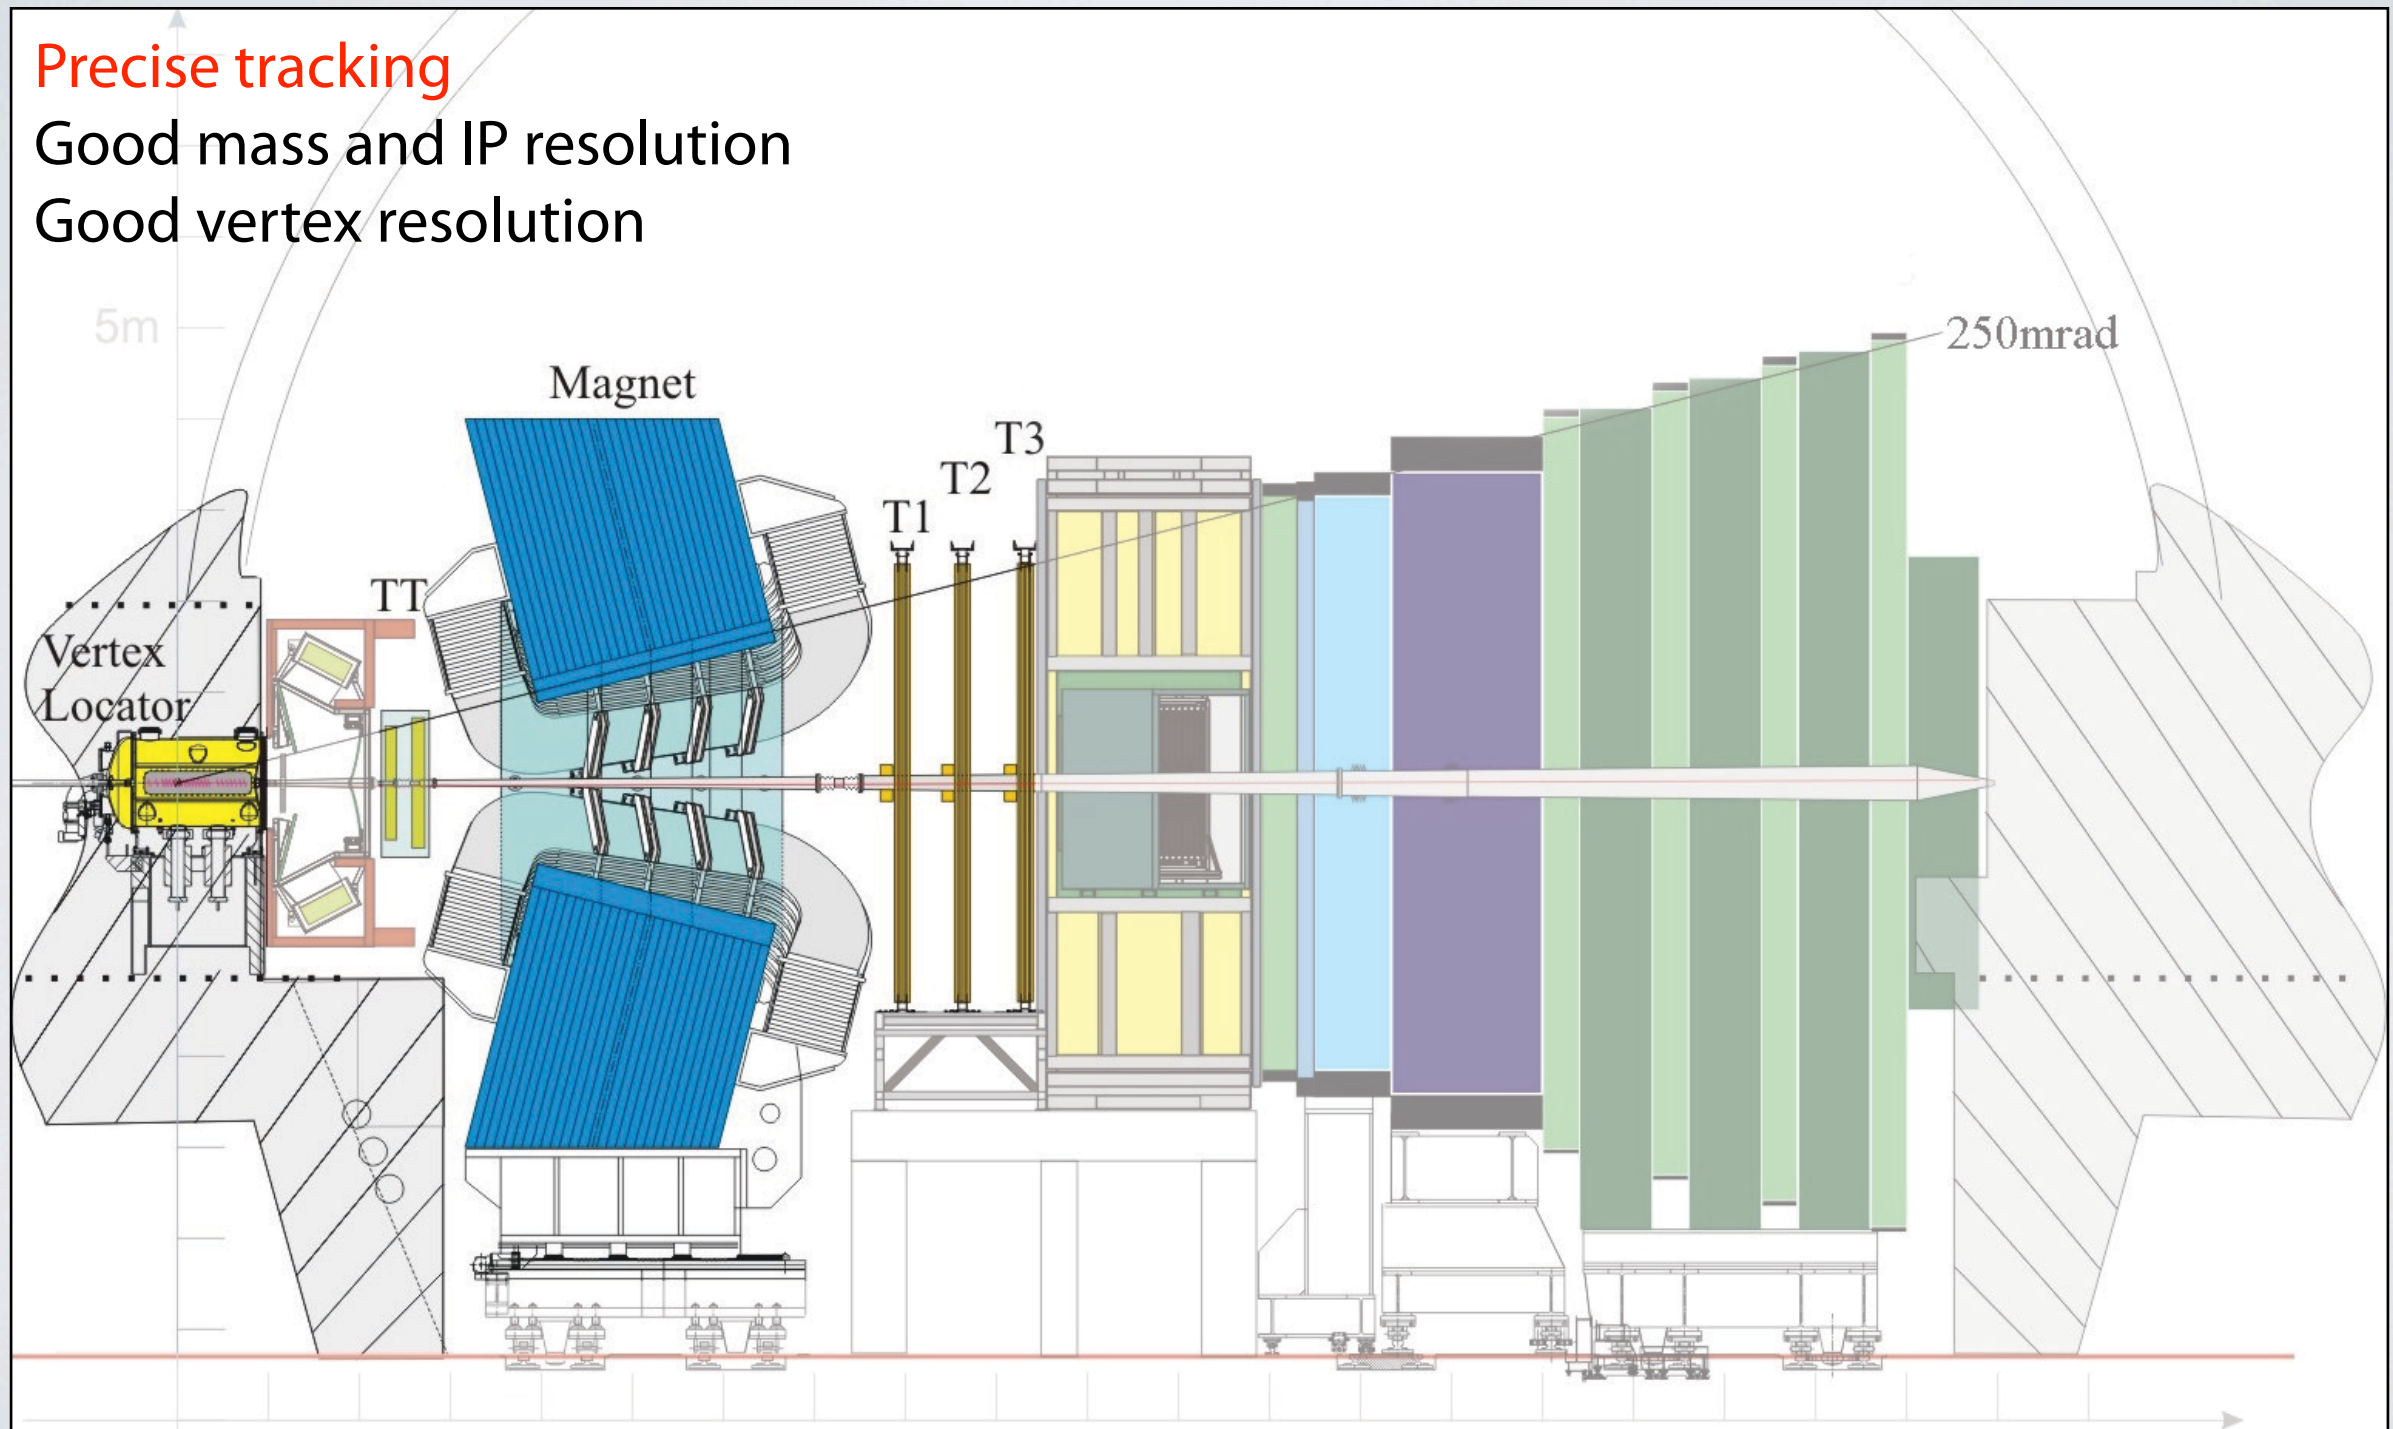 Precise tracking
Good mass and IP resolution
Good vertex resolution
5m
250mrad
Magnet
T3
T2
T1
TT
Vertex
Locator